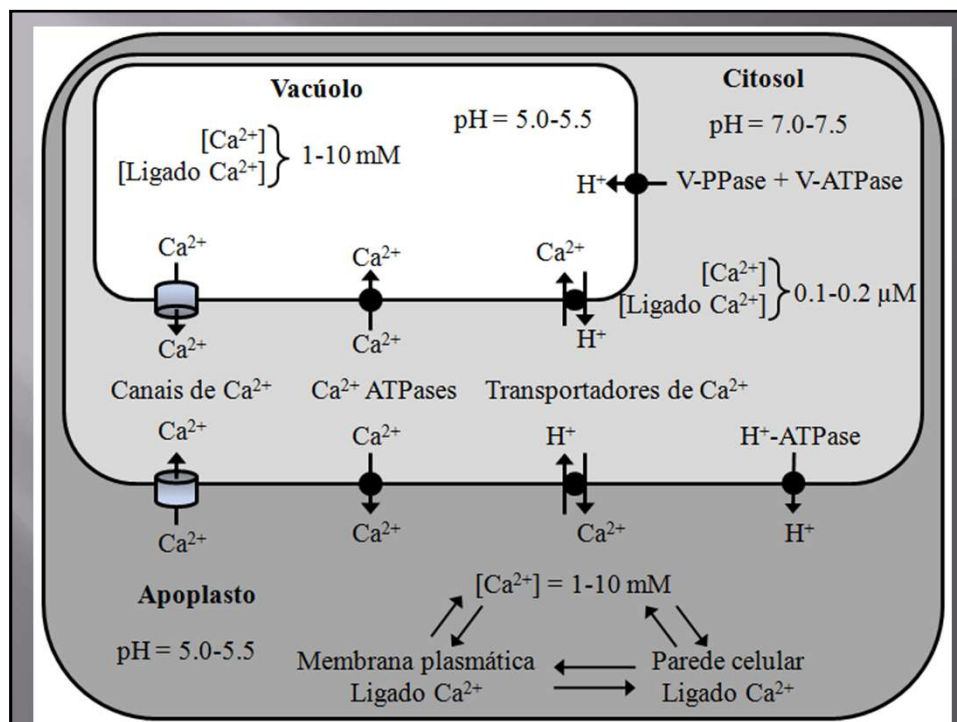 Vacúolo
Citosol
pH = 5.0-5.5
pH = 7.0-7.5
[Ca²⁺]
[Ligado Ca²⁺]
1-10 mM
H⁺
V-PPase + V-ATPase
Ca²⁺
Ca²⁺
Ca²⁺
[Ca²⁺]
[Ligado Ca²⁺]
0.1-0.2 µM
Ca²⁺
Ca²⁺
H⁺
Canais de Ca²⁺
Ca²⁺ ATPases
Transportadores de Ca²⁺
Ca²⁺
Ca²⁺
H⁺
H⁺-ATPase
Ca²⁺
Ca²⁺
Ca²⁺
H⁺
Apoplasto
[Ca²⁺] = 1-10 mM
pH = 5.0-5.5
Membrana plasmática
Ligado Ca²⁺
Parede celular
Ligado Ca²⁺